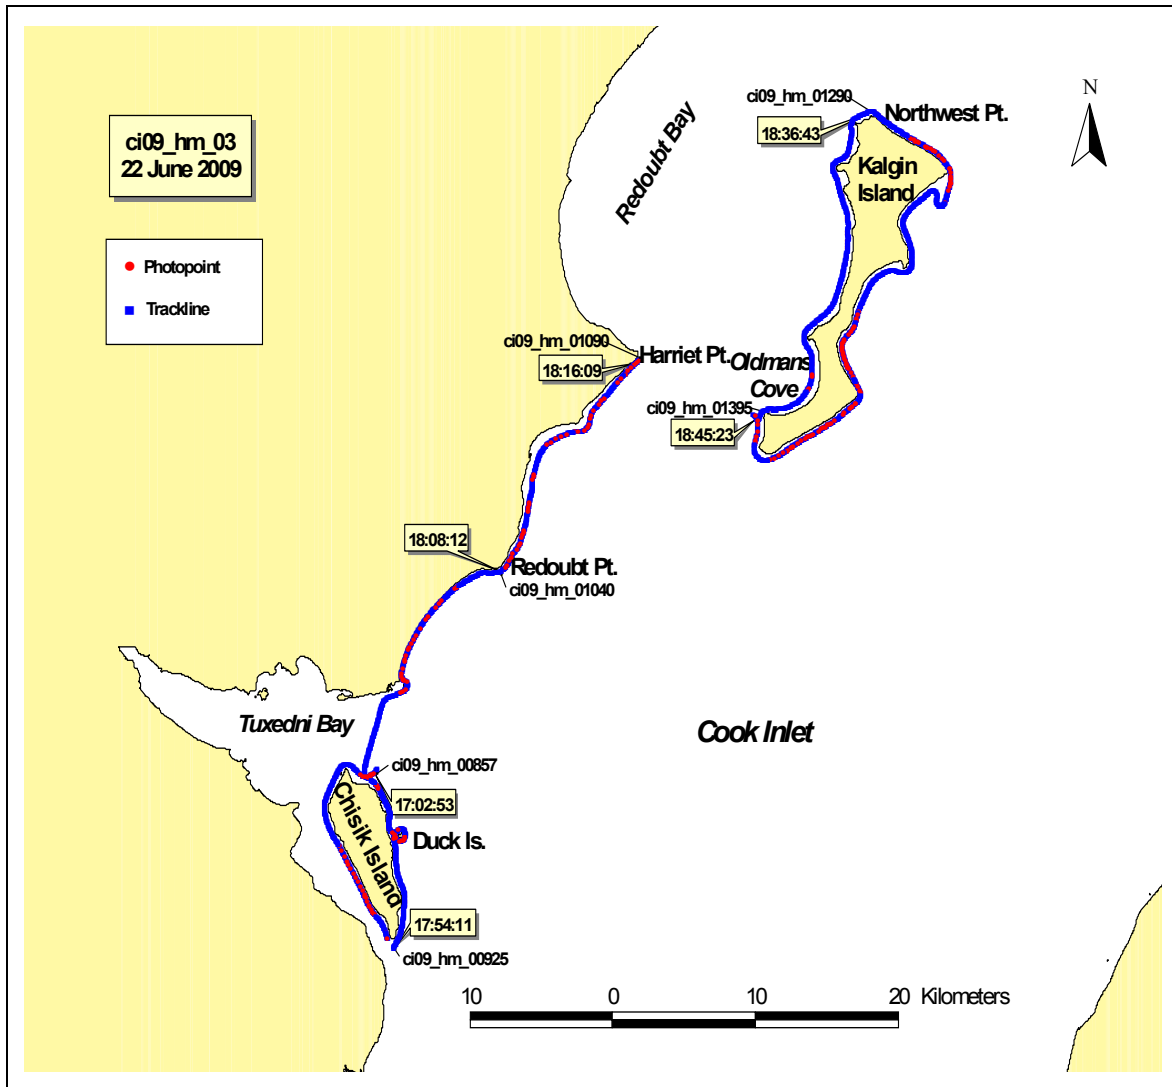 ci09_hm_03
22 June 2009
Photopoint
Trackline
Redoubt Bay
ci09_hm_01290
18:36:43
Northwest Pt.
Kalgin
Island
N
ci09_hm_01090
18:16:09
Harriet Pt.
Oldmans
Cove
ci09_hm_01395
18:45:23
18:08:12
Redoubt Pt.
ci09_hm_01040
Tuxedni Bay
Cook Inlet
ci09_hm_00857
17:02:53
Chisik Island
Duck Is.
17:54:11
ci09_hm_00925
10 0 10 20 Kilometers